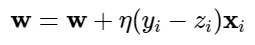 𝐰 = 𝐰 + η(yᵢ − zᵢ)𝐱ᵢ